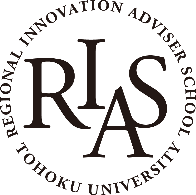 REGIONAL INNOVATION ADVISER SCHOOL
RIAS
TOHOKU UNIVERSITY